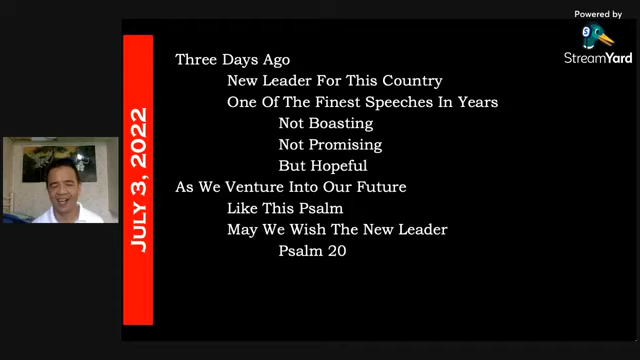 Powered by
StreamYard
JULY 3, 2022
Three Days Ago
New Leader For This Country
One Of The Finest Speeches In Years
Not Boasting
Not Promising
But Hopeful
As We Venture Into Our Future
Like This Psalm
May We Wish The New Leader
Psalm 20